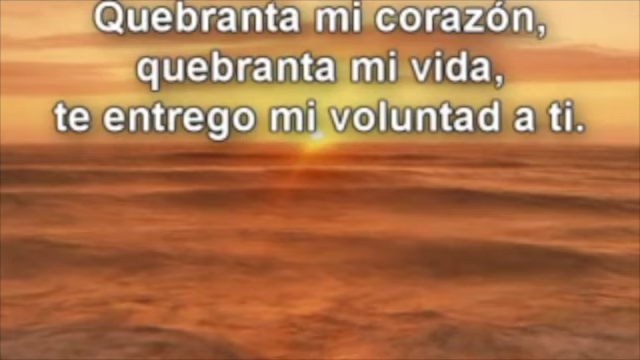 Quebranta mi corazón,
quebranta mi vida,
te entrego mi voluntad a ti.